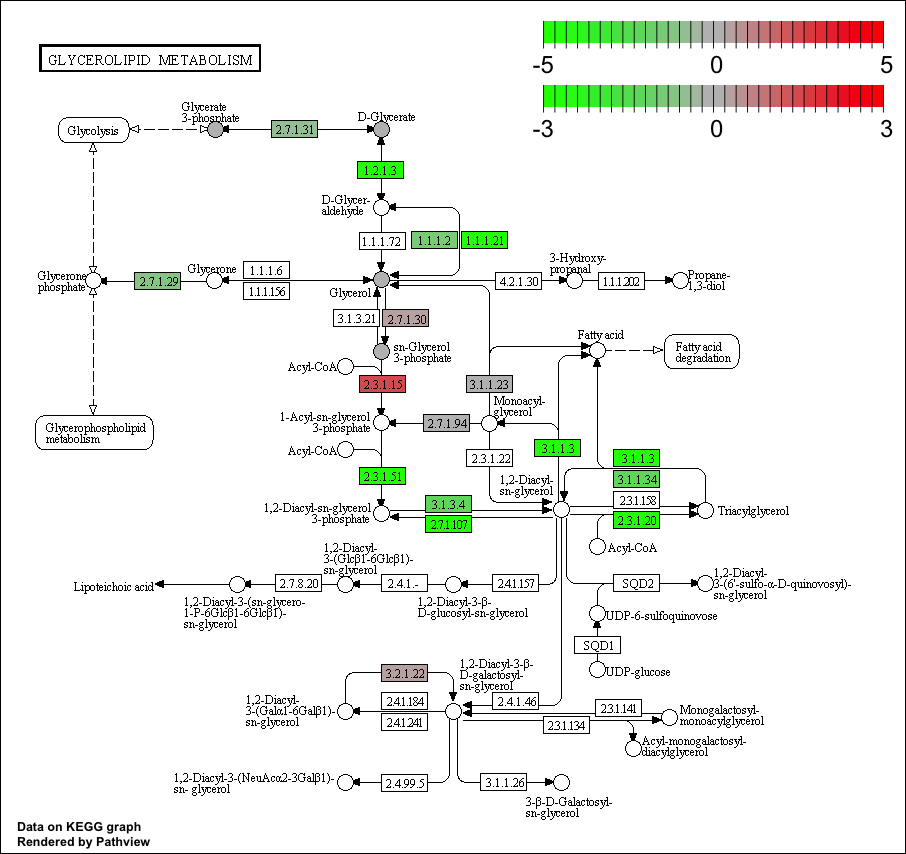 GLYCEROLIPID METABOLISM
-5
0
5
-3
0
3
Glycerate
3-phosphate
D-Glycerate
Glycolysis
2.7.1.31
1.2.1.3
D-Glycer-
aldehyde
1.1.1.72
1.1.1.2
1.1.1.21
Glycerone
phosphate
2.7.1.29
Glycerone
1.1.1.6
1.1.1.156
Glycerol
4.2.1.30
3-Hydroxy-
propanal
1.1.1.202
Propane-
1,3-diol
3.1.3.21
2.7.1.30
sn-Glycerol
3-phosphate
Fatty acid
Fatty acid
degradation
Acyl-CoA
2.3.1.15
3.1.1.23
Monoacyl-
glycerol
Glycerophospholipid
metabolism
1-Acyl-sn-glycerol
3-phosphate
2.7.1.94
Acyl-CoA
2.3.1.22
3.1.1.3
3.1.1.3
2.3.1.51
1,2-Diacyl-
sn-glycerol
3.1.1.34
2.3.1.158
1,2-Diacyl-sn-glycerol
3-phosphate
3.1.3.4
2.7.1.107
2.3.1.20
Triacylglycerol
Acyl-CoA
Lipoteichoic acid
2.7.8.20
1,2-Diacyl-
3-(Glcβ1-6Glcβ1)-
sn-glycerol
2.4.1.-
2.4.1.157
SQD2
1,2-Diacyl-
3-(6'-sulfo-α-D-quinovosyl)-
sn-glycerol
1,2-Diacyl-3-(sn-glycero-
1-P-6Glcβ1-6Glcβ1)-
sn-glycerol
1,2-Diacyl-3-β-
D-glucosyl-sn-glycerol
UDP-6-sulfoquinovose
SQD1
UDP-glucose
3.2.1.22
1,2-Diacyl-3-β-
D-galactosyl-
sn-glycerol
1,2-Diacyl-
3-(Galα1-6Galβ1)-
sn-glycerol
2.4.1.184
2.4.1.241
2.4.1.46
2.3.1.141
2.3.1.134
Monogalactosyl-
monoacylglycerol
Acyl-monogalactosyl-
diacylglycerol
1,2-Diacyl-3-(NeuAcα2-3Galβ1)-
sn- glycerol
2.4.99.5
3.1.1.26
3-β-D-Galactosyl-
sn-glycerol
Data on KEGG graph
Rendered by Pathview